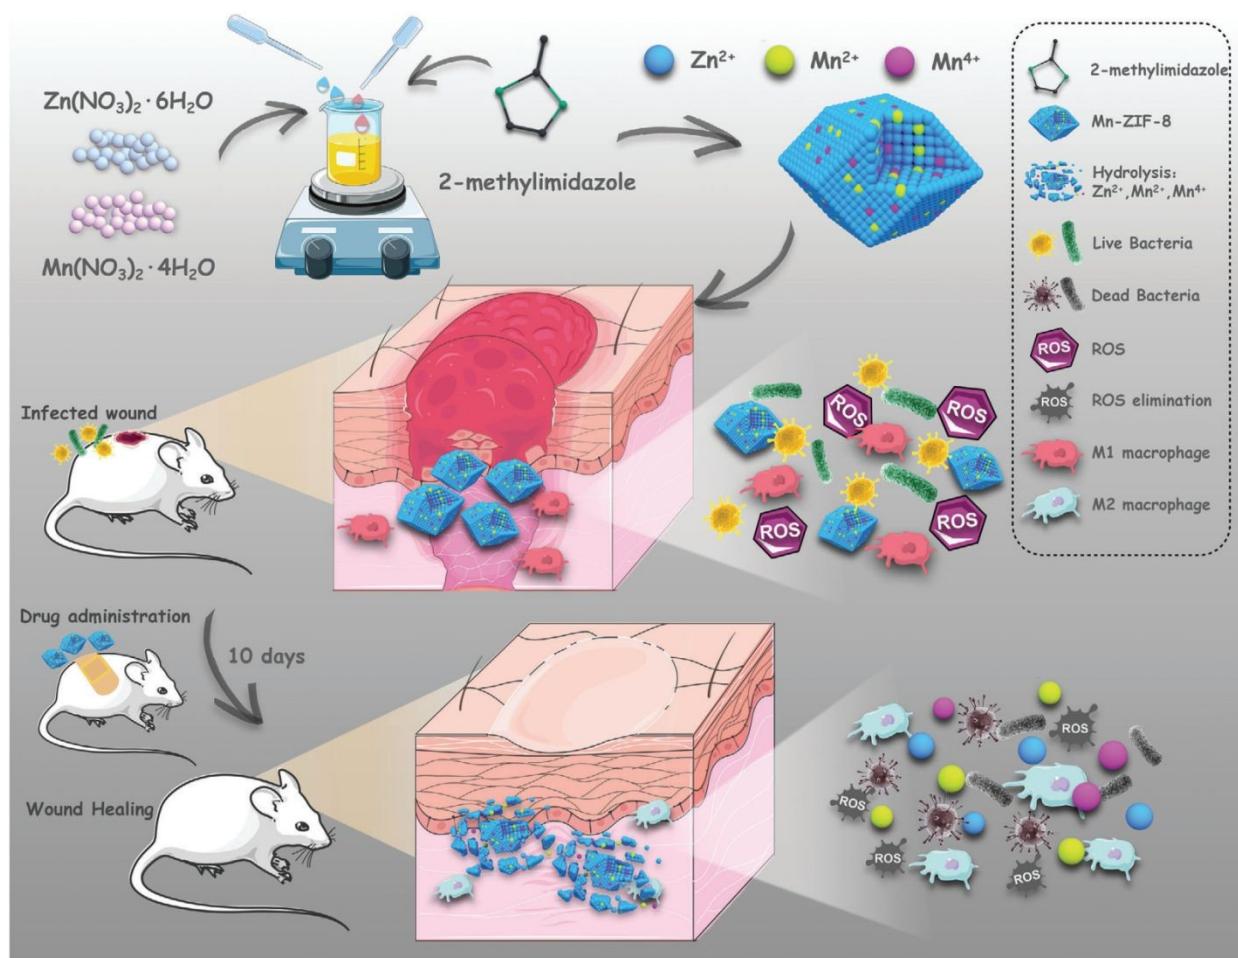 Zn(NO₃)₂·6H₂O
Mn(NO₃)₂·4H₂O
2-methylimidazole
Zn²⁺
Mn²⁺
Mn⁴⁺
2-methylimidazole
Mn-ZIF-8
Hydrolysis:
Zn²⁺,Mn²⁺,Mn⁴⁺
Live Bacteria
Dead Bacteria
ROS
ROS
ROS
ROS elimination
M1 macrophage
M2 macrophage
Infected wound
ROS
ROS
ROS
ROS
Drug administration
10 days
Wound Healing
ROS
ROS
ROS
ROS